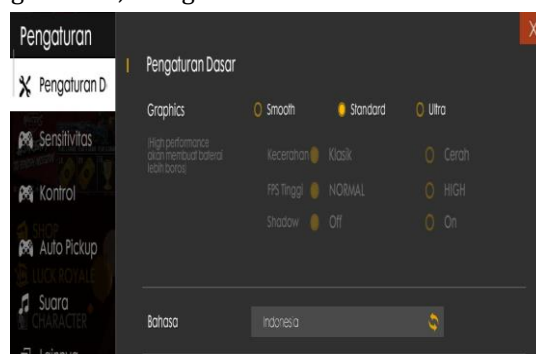 Pengaturan
X
Pengaturan D
Sensitivitas
Kontrol
SHOP
Auto Pickup
LUCK ROYALE
Suara
CHARACTER
Lainnya
Pengaturan Dasar
Graphics
Smooth
Standard
Ultra
(High performance
akan membuat baterai
lebih boros)
Kecerahan
Klasik
Cerah
FPS Tinggi
NORMAL
HIGH
Shadow
Off
On
Bahasa
Indonesia